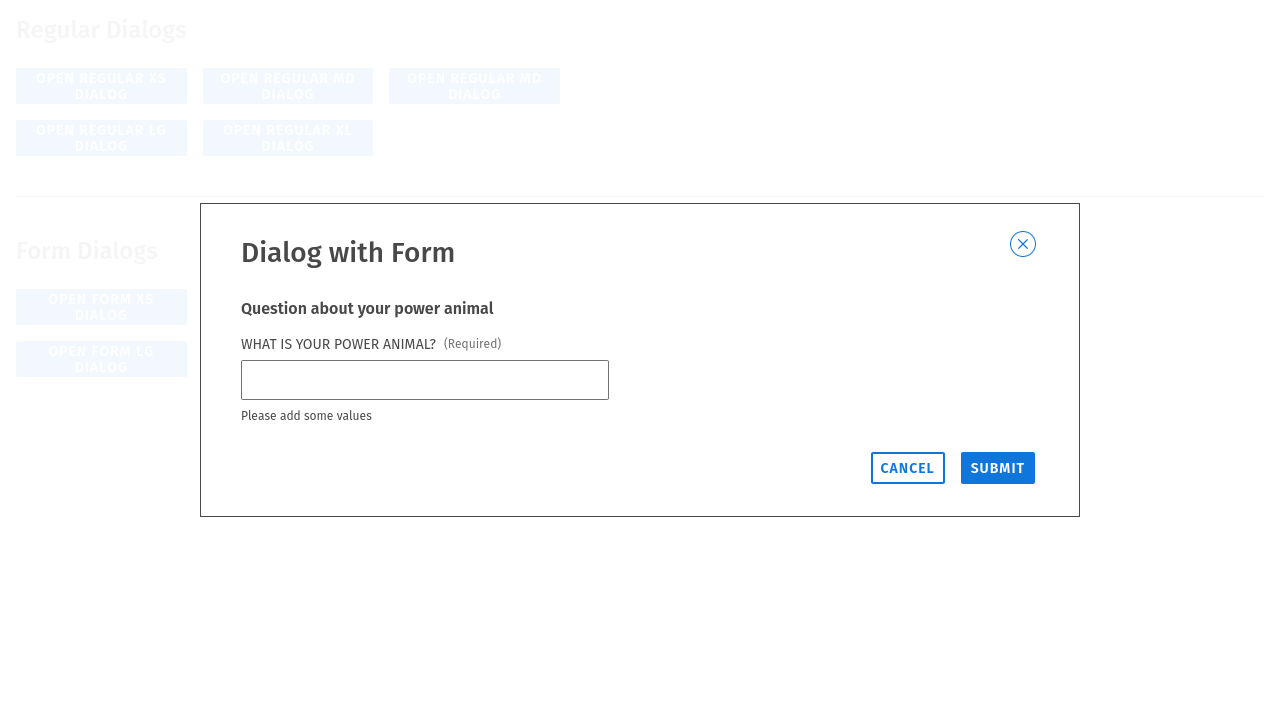 Regular Dialogs
OPEN REGULAR XS
DIALOG
OPEN REGULAR MD
DIALOG
OPEN REGULAR MD
DIALOG
OPEN REGULAR LG
DIALOG
OPEN REGULAR XL
DIALOG
Form Dialogs
OPEN FORM XS
DIALOG
OPEN FORM LG
DIALOG
Dialog with Form
Question about your power animal
WHAT IS YOUR POWER ANIMAL? (Required)
Please add some values
CANCEL
SUBMIT